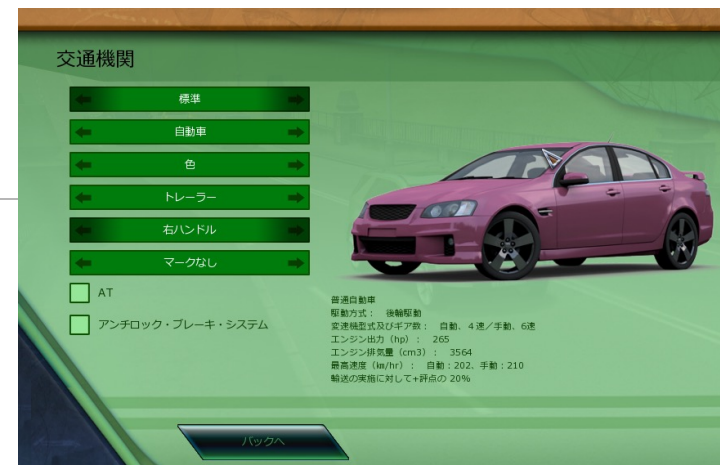 交通機関
標準
自動車
色
トレーラー
右ハンドル
マークなし
AT
アンチロック・ブレーキ・システム
普通自動車
駆動方式： 後輪駆動
変速機型式及びギア数： 自動、４速／手動、6速
エンジン出力（hp）： 265
エンジン排気量（cm3）： 3564
最高速度（㎞/hr）： 自動：202、手動：210
輸送の実施に対して+評点の 20%
バックへ